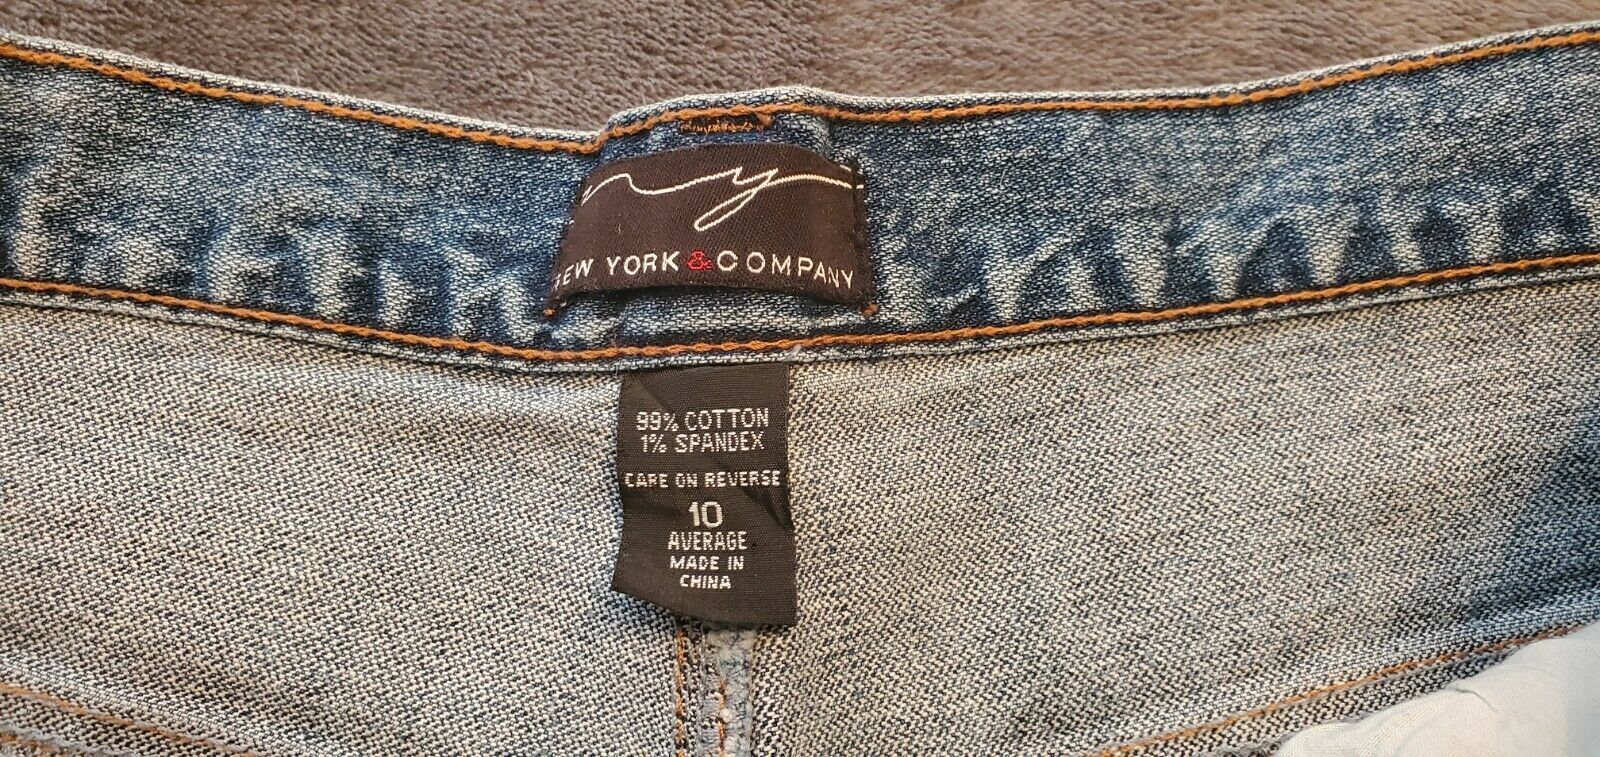 ny
NEW YORK & COMPANY
99% COTTON
1% SPANDEX
CARE ON REVERSE
10
AVERAGE
MADE IN
CHINA